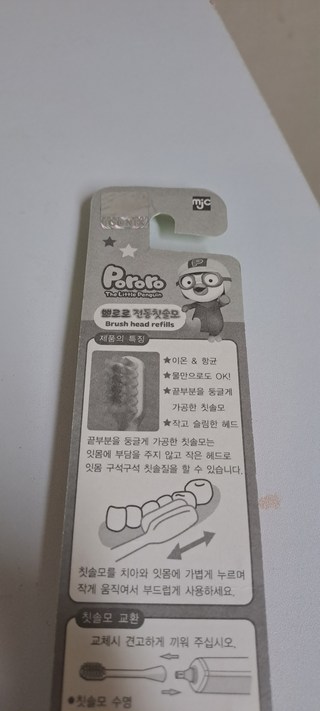 mjc
Pororo
The Little Penguin
뽀로로 전동칫솔모
Brush head refills
제품의 특징
★이온 & 항균
★물만으로도 OK!
★끝부분을 둥글게
가공한 칫솔모
★작고 슬림한 헤드
끝부분을 둥글게 가공한 칫솔모는
잇몸에 부담을 주지 않고 작은 헤드로
잇몸 구석구석 칫솔질을 할 수 있습니다.
칫솔모를 치아와 잇몸에 가볍게 누르며
작게 움직여서 부드럽게 사용하세요.
칫솔모 교환
교체시 견고하게 끼워 주십시오.
•칫솔모 수명